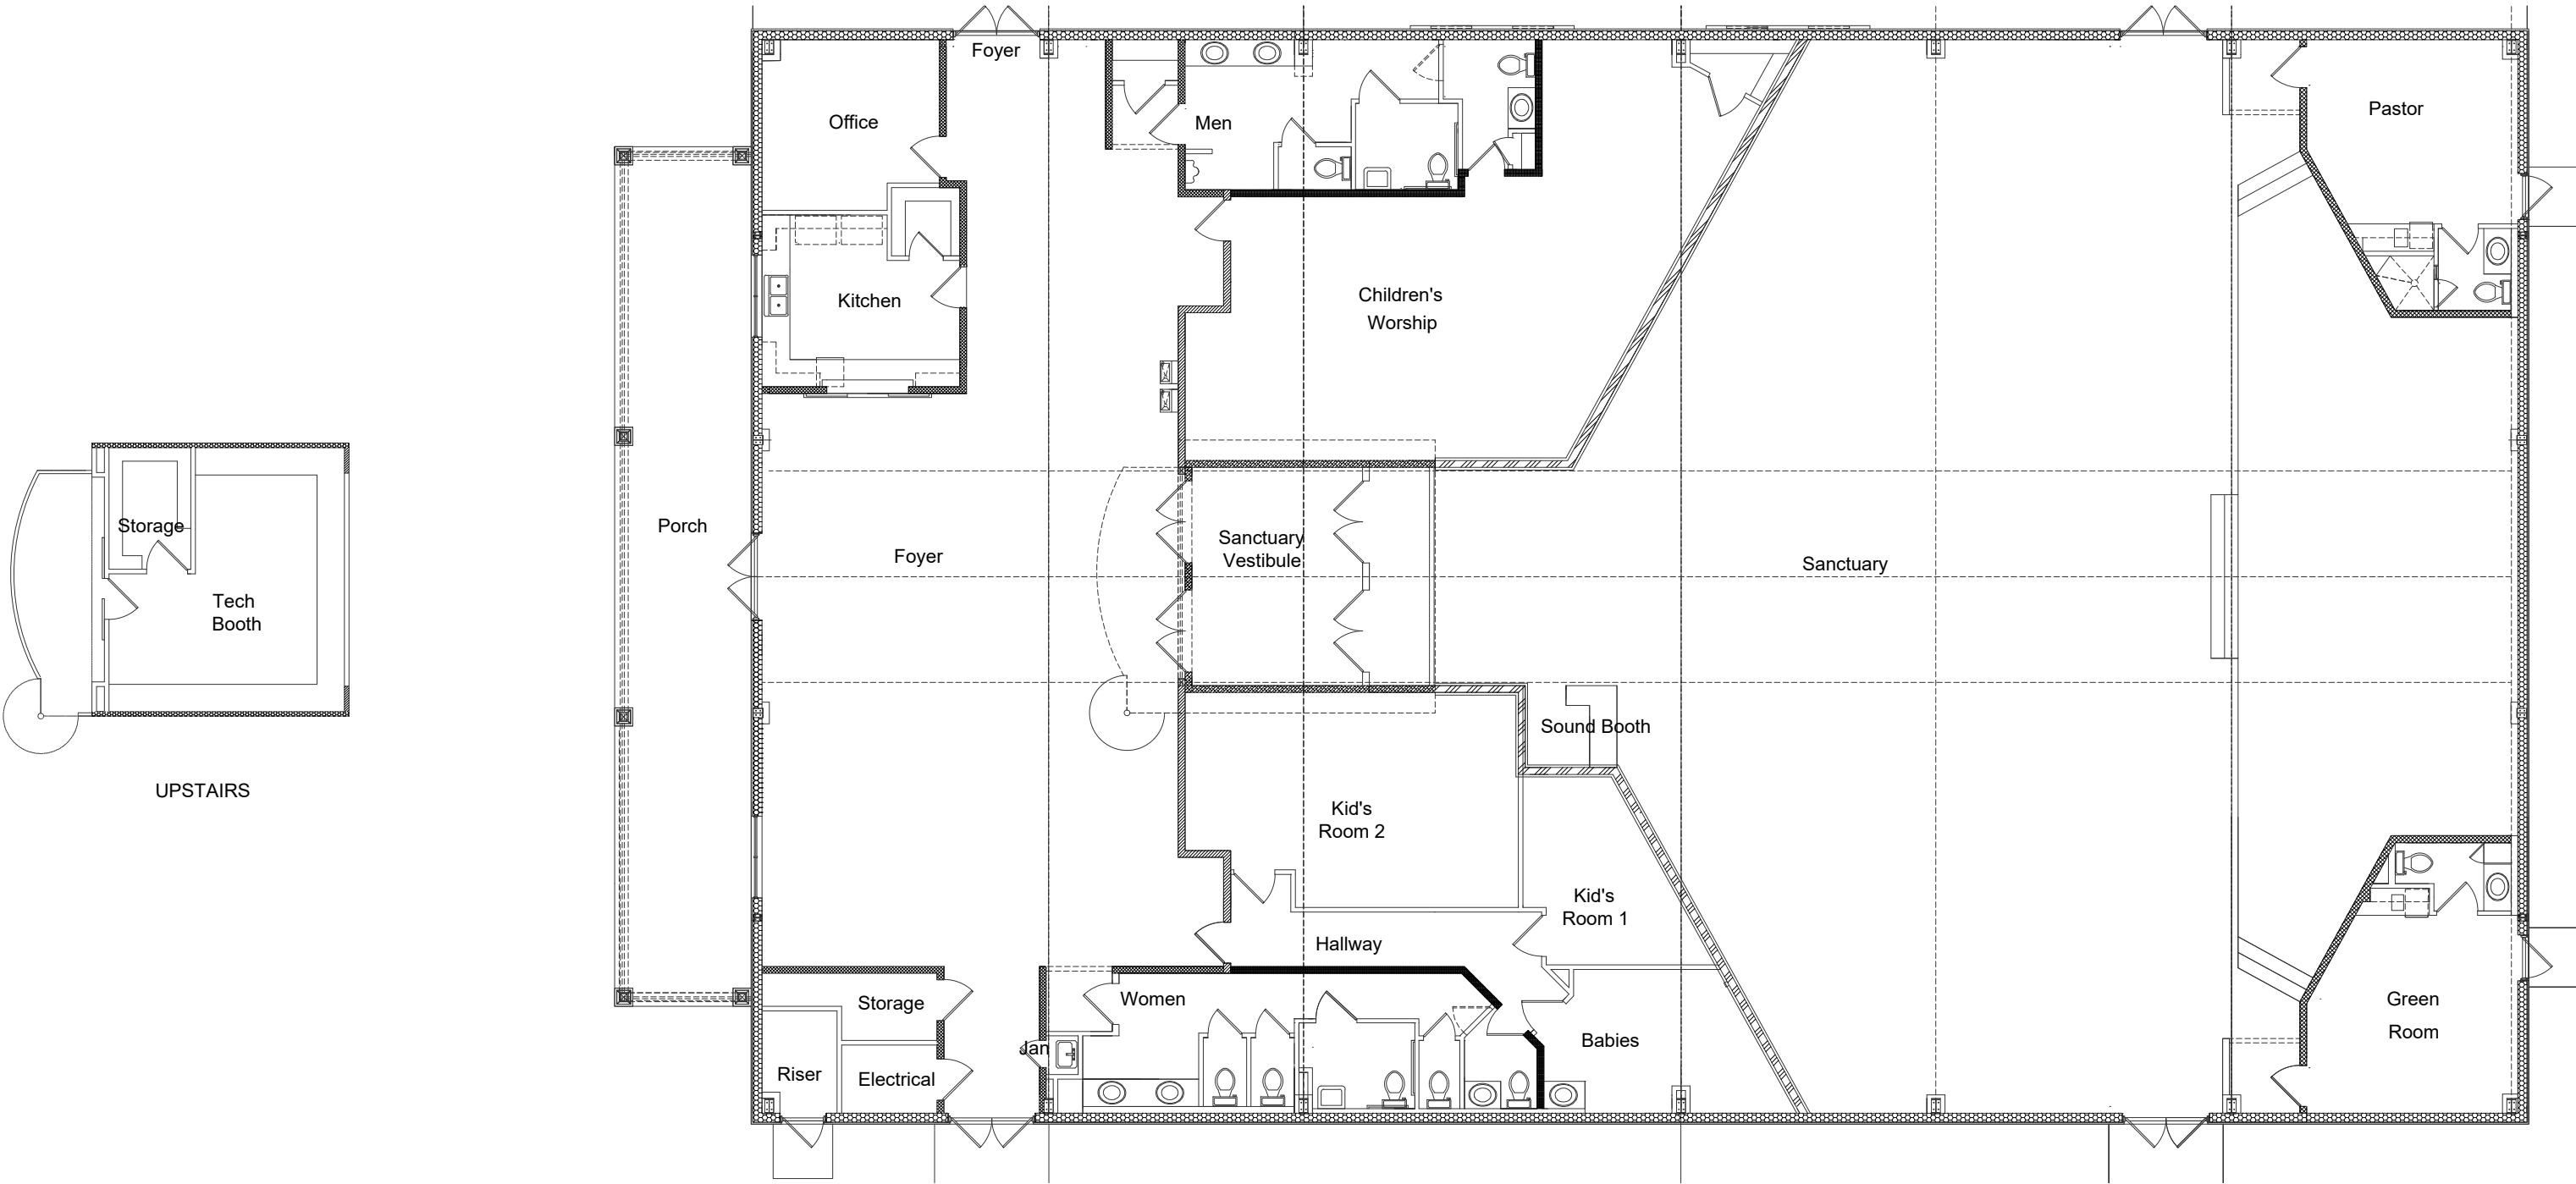 Foyer
Office
Men
Pastor
Kitchen
Children's
Worship
Storage
Porch
Foyer
Sanctuary
Vestibule
Sanctuary
Tech
Booth
Sound Booth
UPSTAIRS
Kid's
Room 2
Kid's
Room 1
Hallway
Storage
Women
Green
Room
Jan
Babies
Riser
Electrical